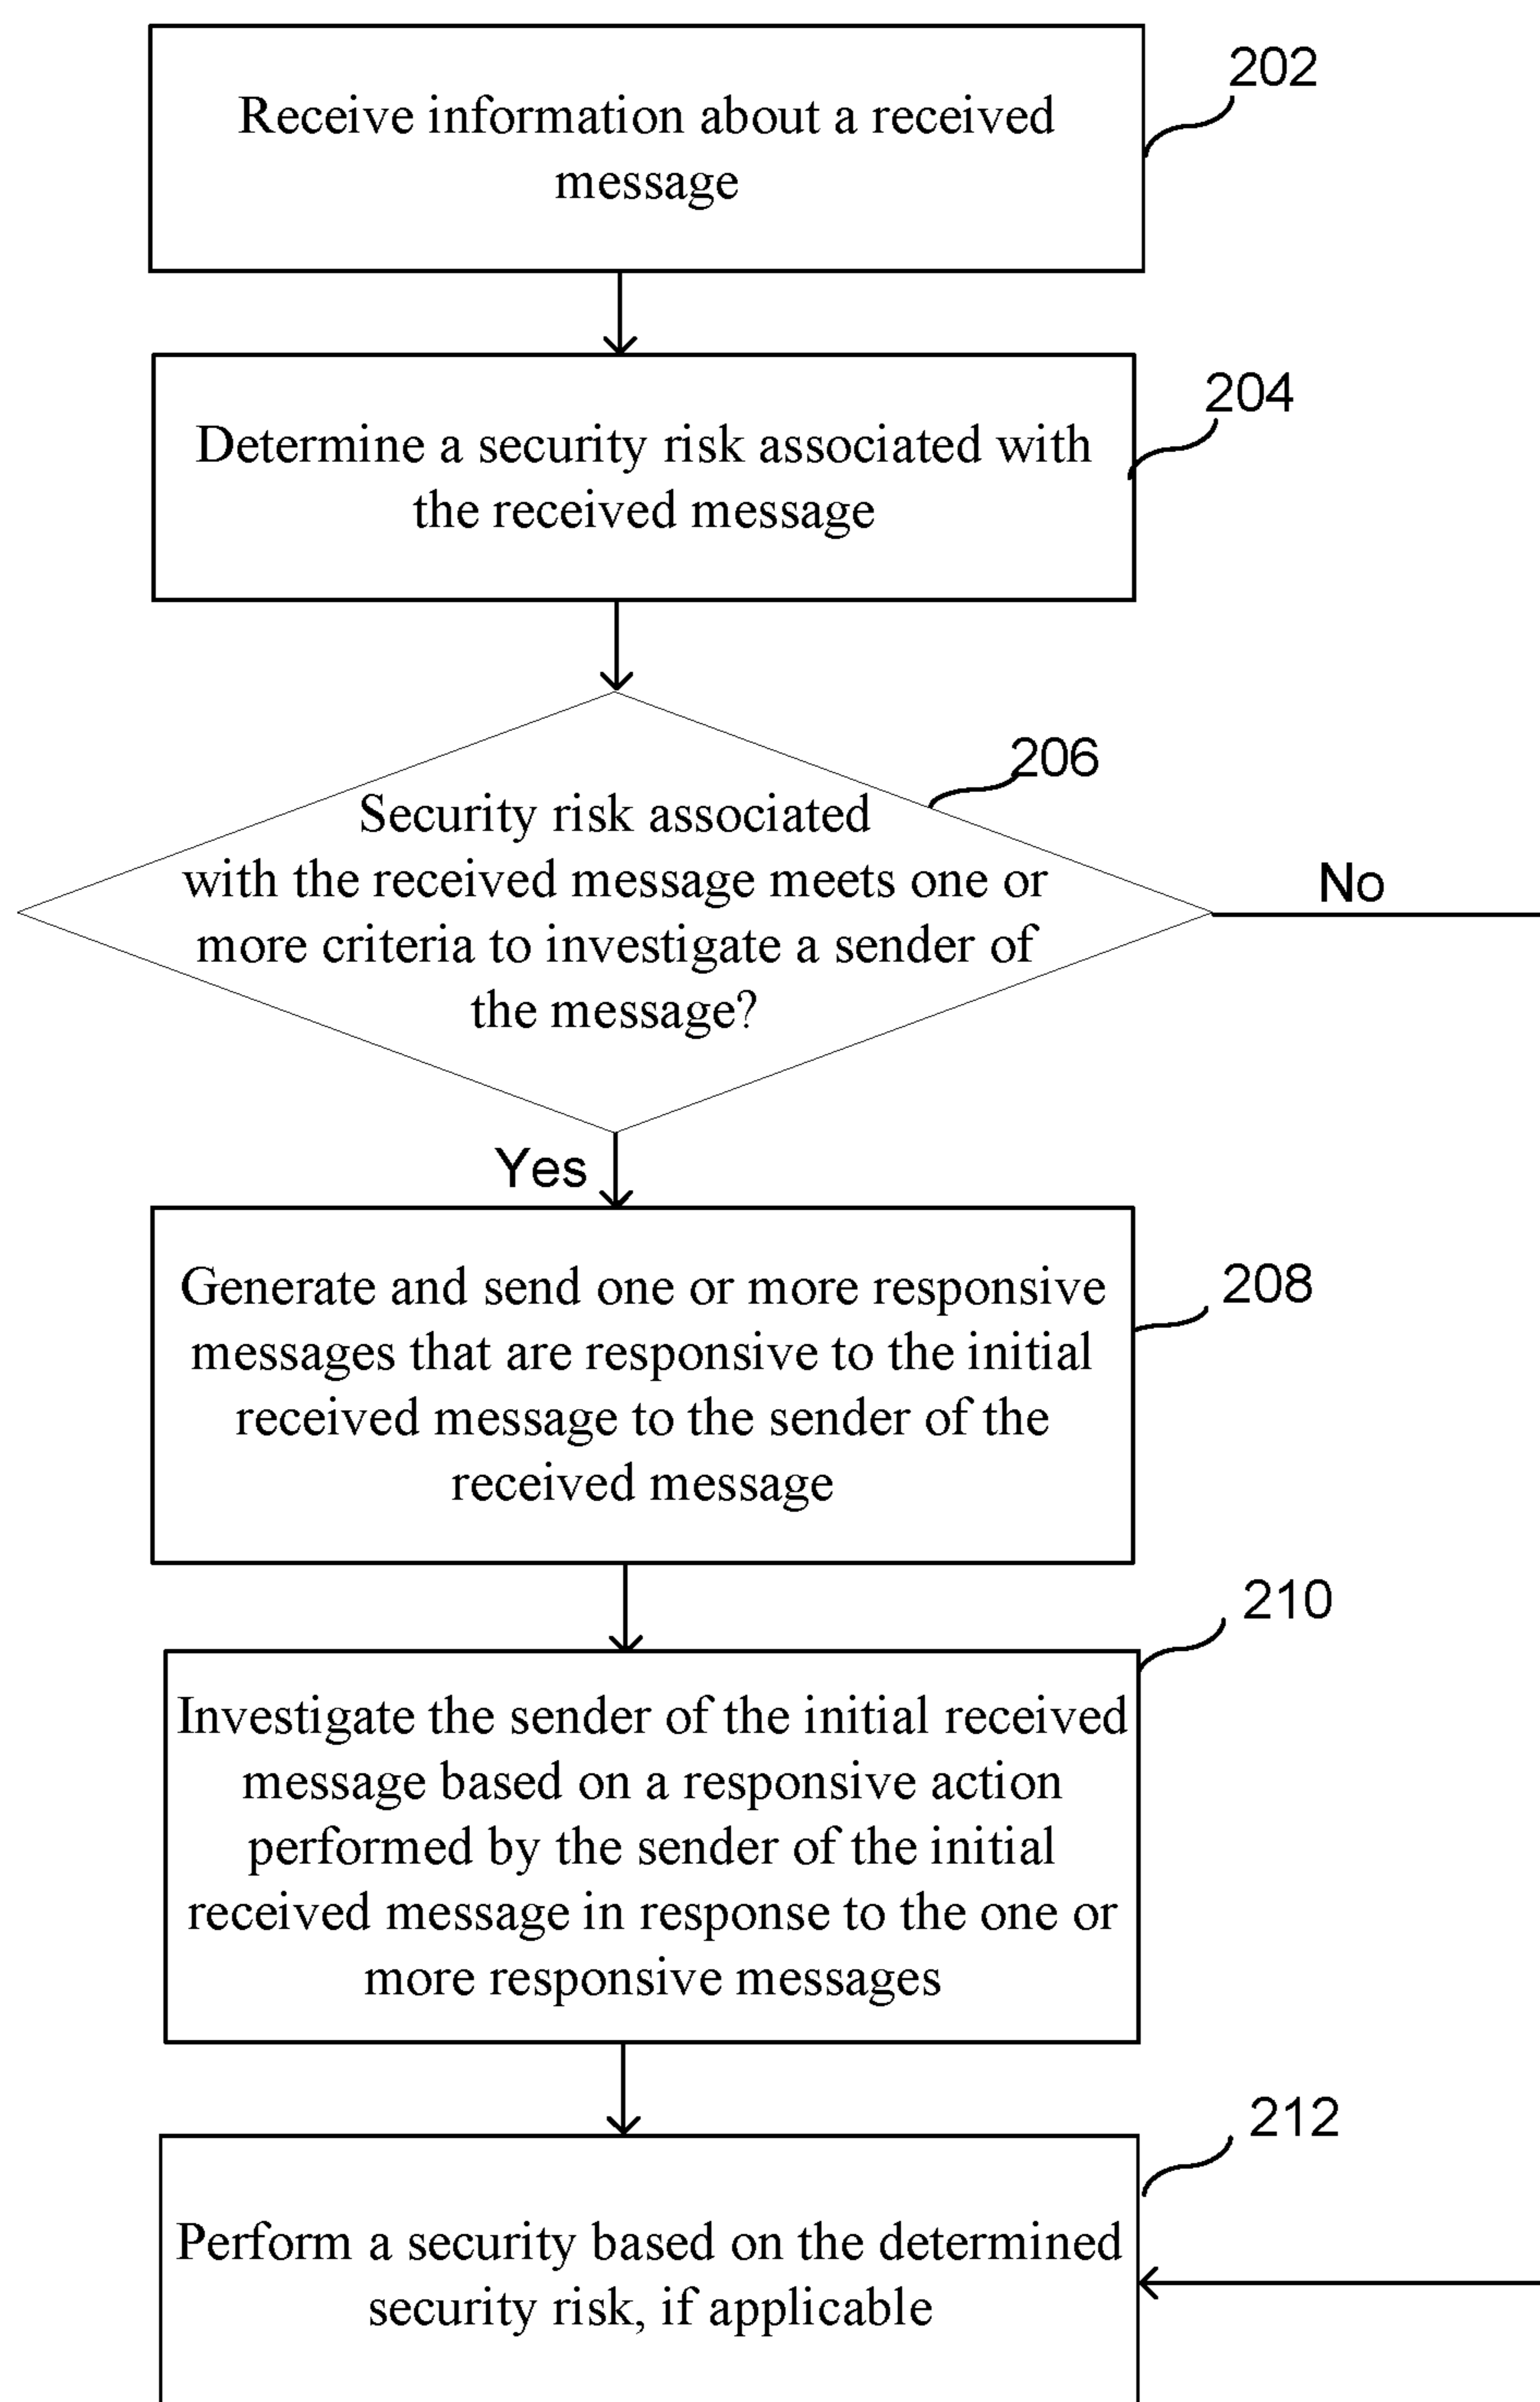 202
Receive information about a received
message
204
Determine a security risk associated with
the received message
206
Security risk associated
with the received message meets one or
more criteria to investigate a sender of
the message?
No
Yes
208
Generate and send one or more responsive
messages that are responsive to the initial
received message to the sender of the
received message
210
Investigate the sender of the initial received
message based on a responsive action
performed by the sender of the initial
received message in response to the one or
more responsive messages
212
Perform a security based on the determined
security risk, if applicable